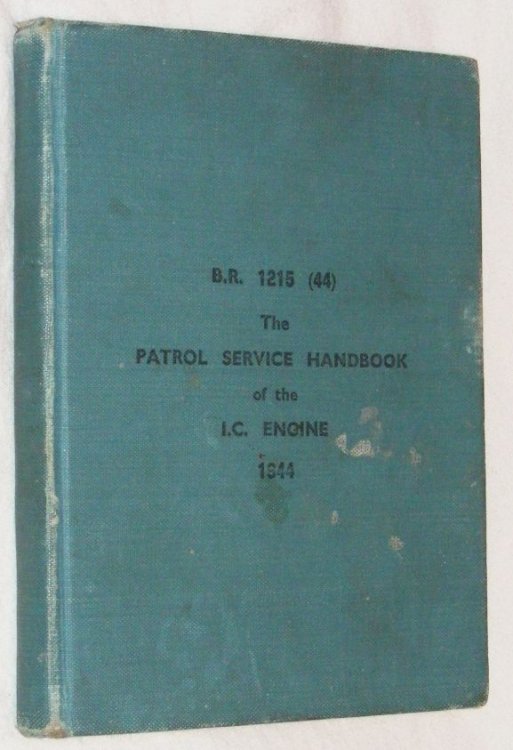 B.R. 1215 (44)
The
PATROL SERVICE HANDBOOK
of the
I.C. ENGINE
1944